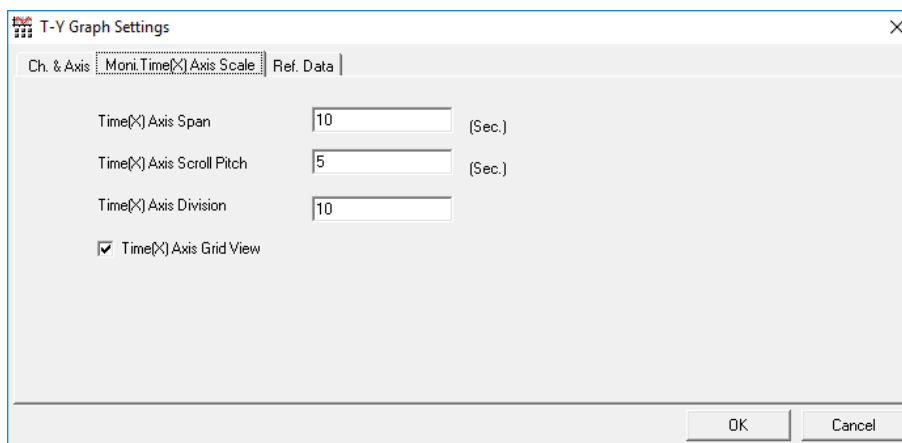 T-Y Graph Settings
Ch. & Axis Moni.Time(X) Axis Scale Ref. Data
Time(X) Axis Span 10 (Sec.)
Time(X) Axis Scroll Pitch 5 (Sec.)
Time(X) Axis Division 10
Time(X) Axis Grid View
OK Cancel